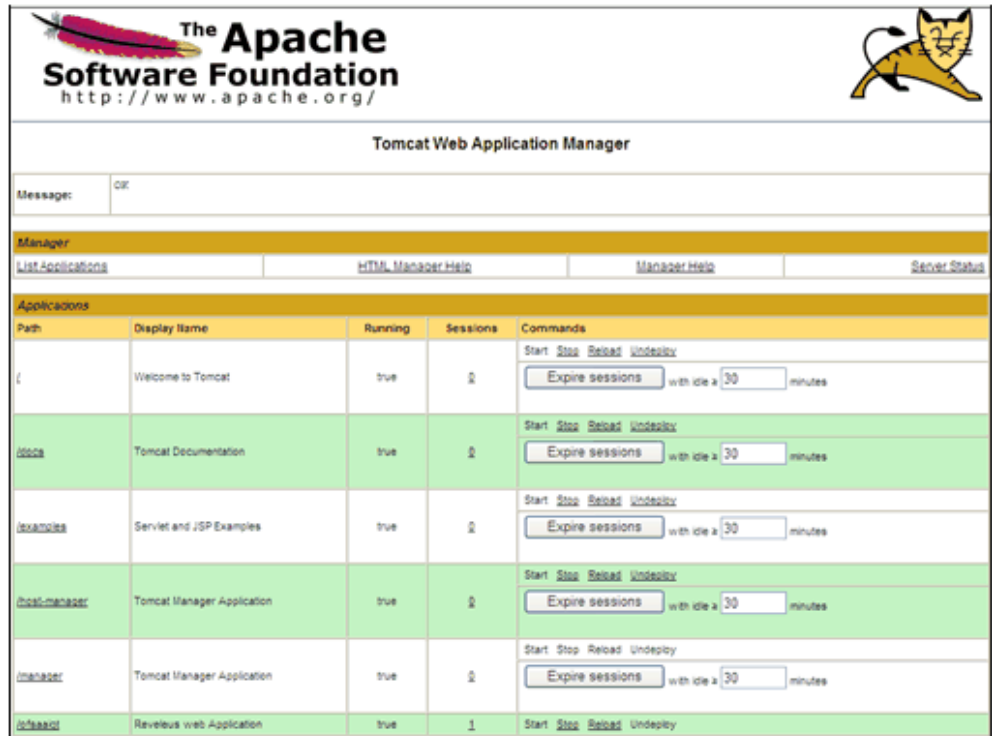 The Apache
Software Foundation
http://www.apache.org/
Tomcat Web Application Manager
Message: OK
Manager
List Applications HTML Manager Help Manager Help Server Status
Applications
Path Display Name Running Sessions Commands
Start Stop Reload Undeploy
/ Welcome to Tomcat true 0
Expire sessions with idle ≥ 30 minutes
Start Stop Reload Undeploy
/docs Tomcat Documentation true 0
Expire sessions with idle ≥ 30 minutes
Start Stop Reload Undeploy
/examples Servlet and JSP Examples true 0
Expire sessions with idle ≥ 30 minutes
Start Stop Reload Undeploy
/host-manager Tomcat Manager Application true 0
Expire sessions with idle ≥ 30 minutes
Start Stop Reload Undeploy
/manager Tomcat Manager Application true 0
Expire sessions with idle ≥ 30 minutes
Reveleus web Application true 1 Start Stop Reload Undeploy